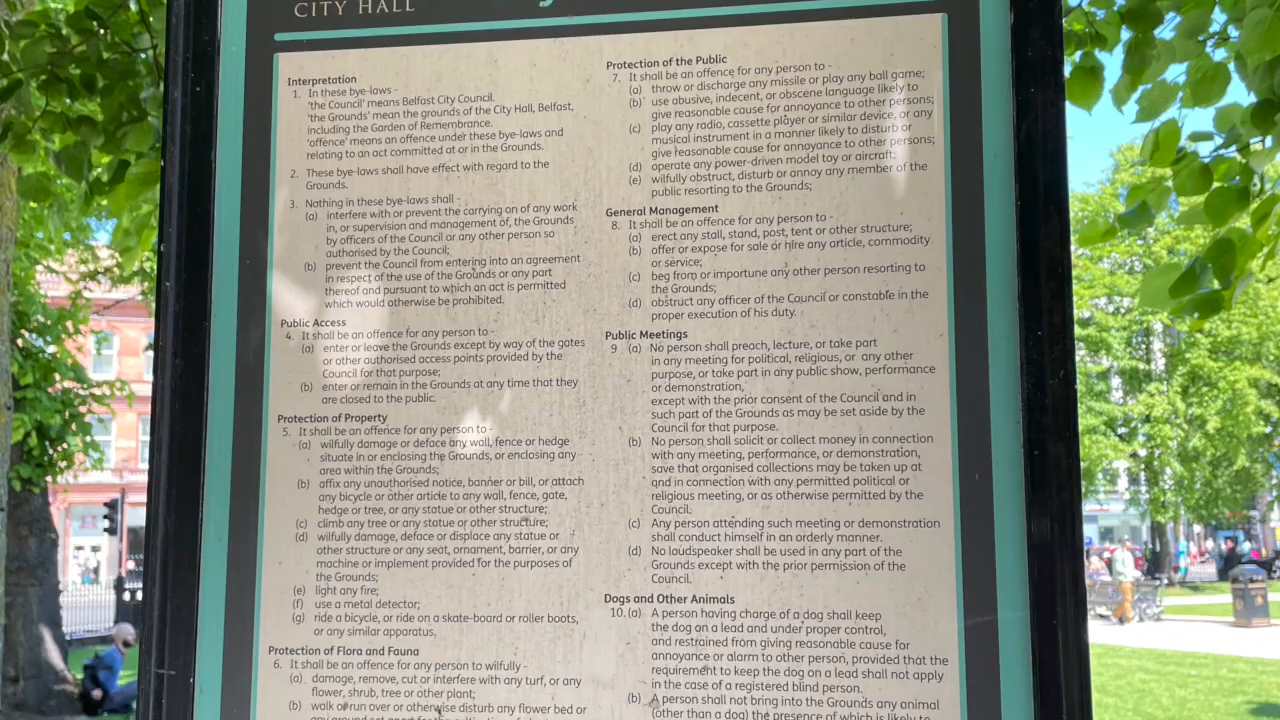 CITY HALL
Interpretation
1. In these bye-laws -
'the Council' means Belfast City Council.
'the Grounds' mean the grounds of the City Hall, Belfast,
including the Garden of Remembrance.
'offence' means an offence under these bye-laws and
relating to an act committed at or in the Grounds.
2. These bye-laws shall have effect with regard to the
Grounds.
3. Nothing in these bye-laws shall -
(a) interfere with or prevent the carrying on of any work
in, or supervision and management of, the Grounds
by officers of the Council or any other person so
authorised by the Council;
(b) prevent the Council from entering into an agreement
in respect of the use of the Grounds or any part
thereof and pursuant to which an act is permitted
which would otherwise be prohibited.
Public Access
4. It shall be an offence for any person to -
(a) enter or leave the Grounds except by way of the gates
or other authorised access points provided by the
Council for that purpose;
(b) enter or remain in the Grounds at any time that they
are closed to the public.
Protection of Property
5. It shall be an offence for any person to -
(a) wilfully damage or deface any wall, fence or hedge
situate in or enclosing the Grounds, or enclosing any
area within the Grounds;
(b) affix any unauthorised notice, banner or bill, or attach
any bicycle or other article to any wall, fence, gate,
hedge or tree, or any statue or other structure;
(c) climb any tree or any statue or other structure;
(d) wilfully damage, deface or displace any statue or
other structure or any seat, ornament, barrier, or any
machine or implement provided for the purposes of
the Grounds;
(e) light any fire;
(f) use a metal detector;
(g) ride a bicycle, or ride on a skate-board or roller boots,
or any similar apparatus.
Protection of Flora and Fauna
6. It shall be an offence for any person to wilfully -
(a) damage, remove, cut or interfere with any turf, or any
flower, shrub, tree or other plant;
(b) walk or run over or otherwise disturb any flower bed or
Protection of the Public
7. It shall be an offence for any person to -
(a) throw or discharge any missile or play any ball game;
(b) use abusive, indecent, or obscene language likely to
give reasonable cause for annoyance to other persons;
(c) play any radio, cassette player or similar device, or any
musical instrument in a manner likely to disturb or
give reasonable cause for annoyance to other persons;
(d) operate any power-driven model toy or aircraft;
(e) wilfully obstruct, disturb or annoy any member of the
public resorting to the Grounds;
General Management
8. It shall be an offence for any person to -
(a) erect any stall, stand, post, tent or other structure;
(b) offer or expose for sale or hire any article, commodity
or service;
(c) beg from or importune any other person resorting to
the Grounds;
(d) obstruct any officer of the Council or constable in the
proper execution of his duty.
Public Meetings
9 (a) No person shall preach, lecture, or take part
in any meeting for political, religious, or any other
purpose, or take part in any public show, performance
or demonstration,
except with the prior consent of the Council and in
such part of the Grounds as may be set aside by the
Council for that purpose.
(b) No person shall solicit or collect money in connection
with any meeting, performance, or demonstration,
save that organised collections may be taken up at
and in connection with any permitted political or
religious meeting, or as otherwise permitted by the
Council.
(c) Any person attending such meeting or demonstration
shall conduct himself in an orderly manner.
(d) No loudspeaker shall be used in any part of the
Grounds except with the prior permission of the
Council.
Dogs and Other Animals
10. (a) A person having charge of a dog shall keep
the dog on a lead and under proper control,
and restrained from giving reasonable cause for
annoyance or alarm to other person, provided that the
requirement to keep the dog on a lead shall not apply
in the case of a registered blind person.
(b) A person shall not bring into the Grounds any animal
(other than a dog) the presence of which is likely to